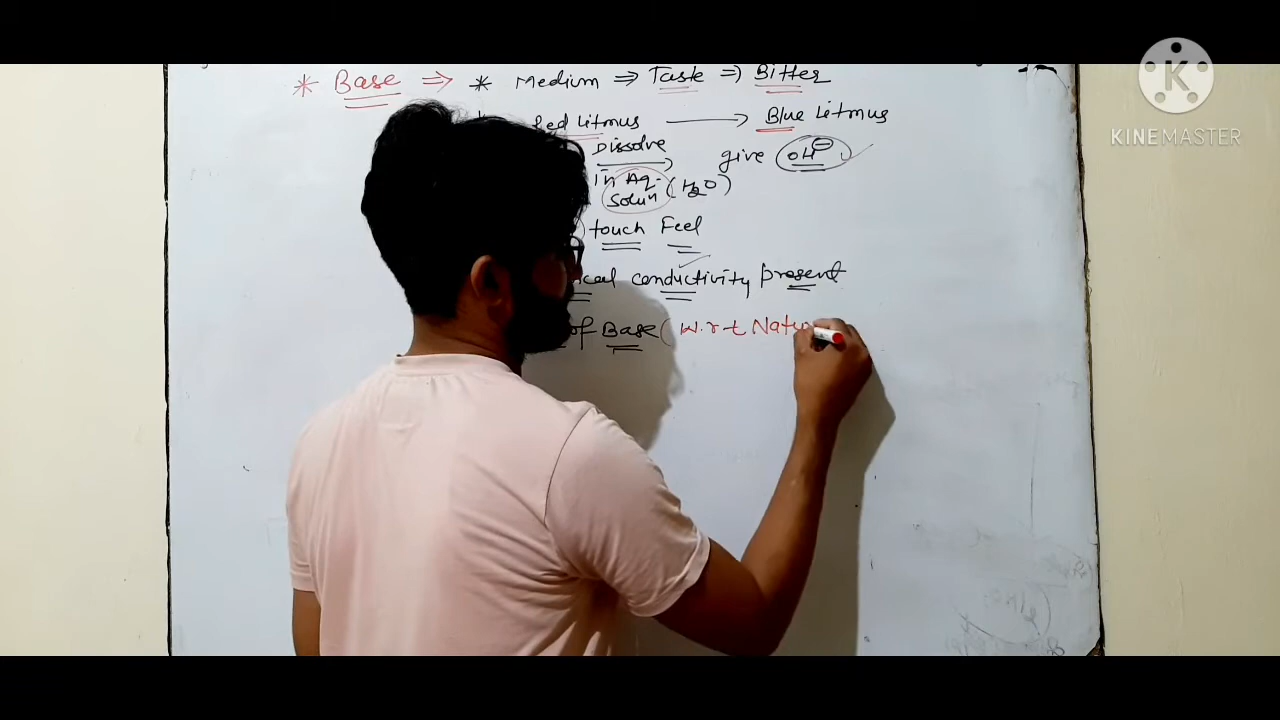 * Base ⇒ * Medium ⇒ Taste ⇒ Bitter
Red Litmus ⟶ Blue Litmus
Dissolve give OH⊖ ✓
in Aq. Solun (H2O)
touch Feel
conductivity present
of Base ( W.r.t Natu
K
KINEMASTER